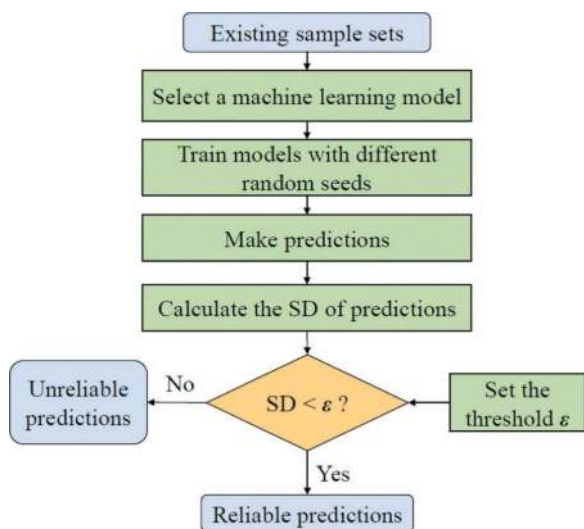 Existing sample sets
Select a machine learning model
Train models with different
random seeds
Make predictions
Calculate the SD of predictions
Unreliable
predictions
No
SD < ε ?
Set the
threshold ε
Yes
Reliable predictions